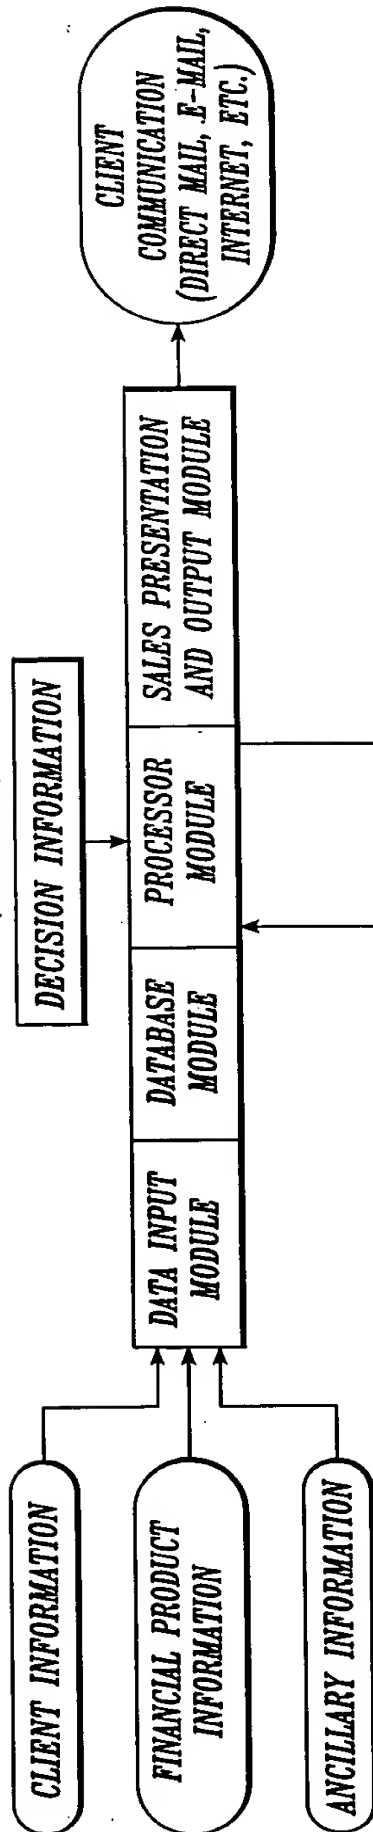 CLIENT INFORMATION
FINANCIAL PRODUCT
INFORMATION
ANCILLARY INFORMATION
DATA INPUT
MODULE
DATABASE
MODULE
PROCESSOR
MODULE
SALES PRESENTATION
AND OUTPUT MODULE
DECISION INFORMATION
CLIENT
COMMUNICATION
(DIRECT MAIL, E-MAIL,
INTERNET, ETC.)